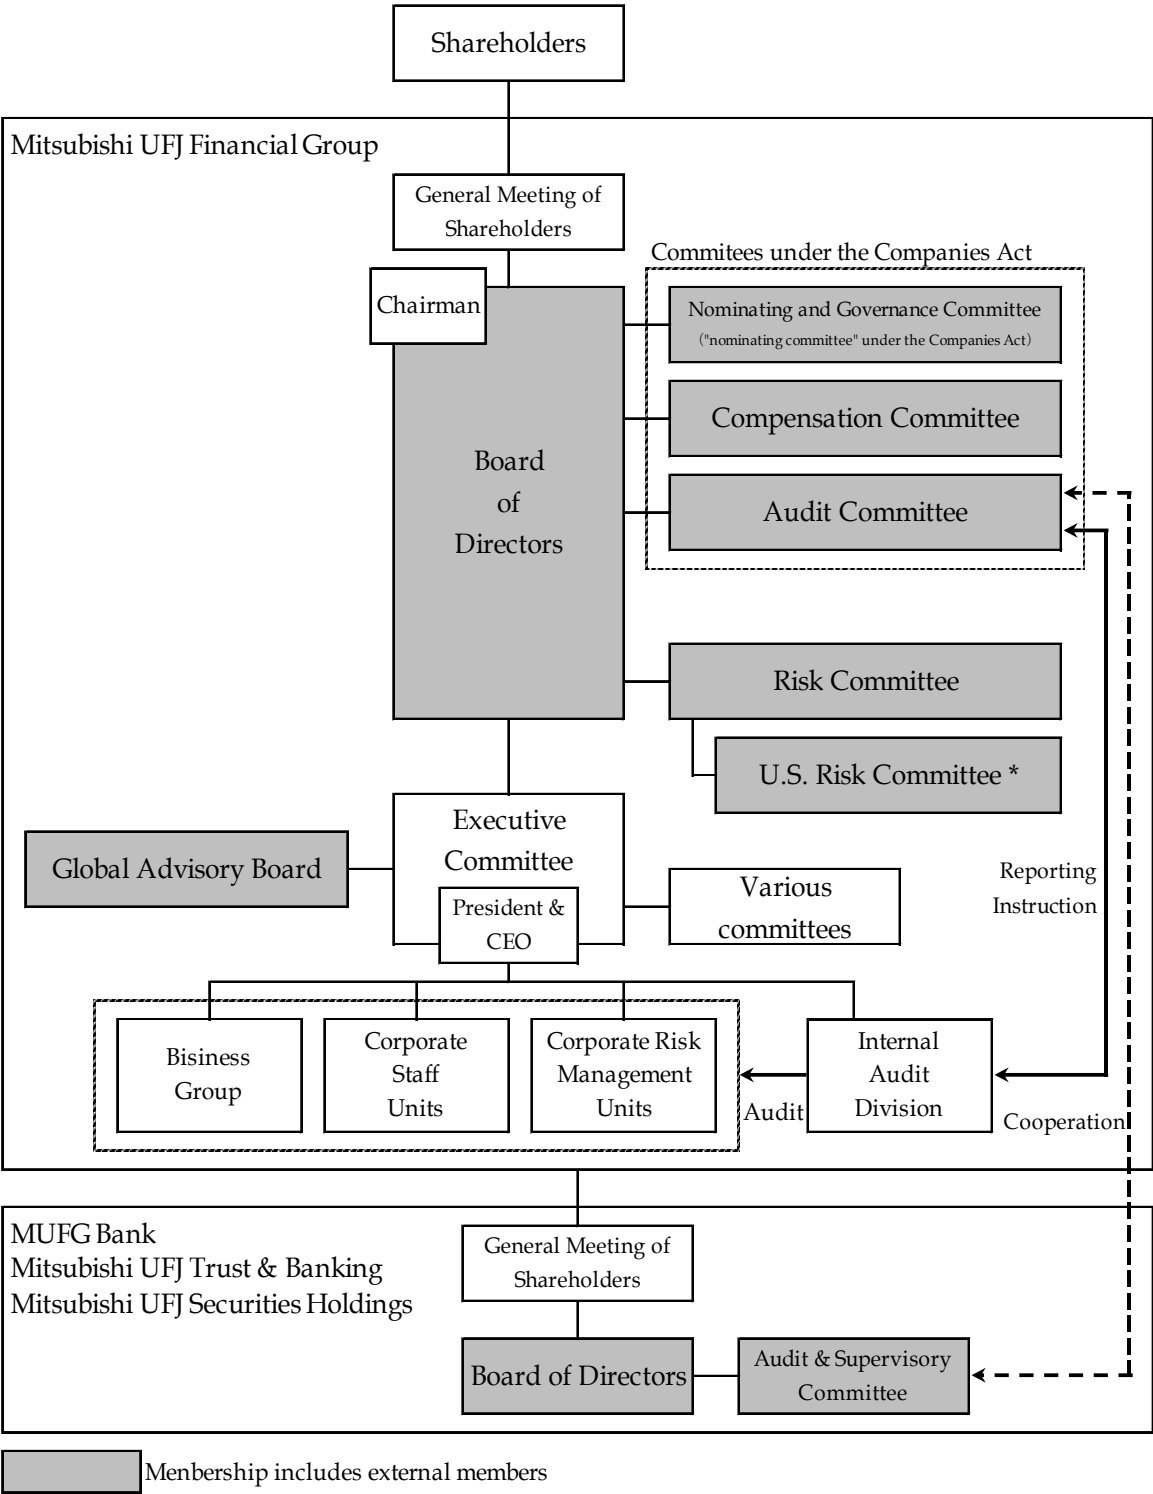 Shareholders
Mitsubishi UFJ Financial Group
General Meeting of
Shareholders
Commitees under the Companies Act
Chairman
Nominating and Governance Committee
("nominating committee" under the Companies Act)
Compensation Committee
Board
of
Directors
Audit Committee
Risk Committee
U.S. Risk Committee *
Executive
Committee
Global Advisory Board
President &
CEO
Various
committees
Reporting
Instruction
Bisiness
Group
Corporate
Staff
Units
Corporate Risk
Management
Units
Audit
Internal
Audit
Division
Cooperation
MUFG Bank
Mitsubishi UFJ Trust & Banking
Mitsubishi UFJ Securities Holdings
General Meeting of
Shareholders
Board of Directors
Audit & Supervisory
Committee
Menbership includes external members